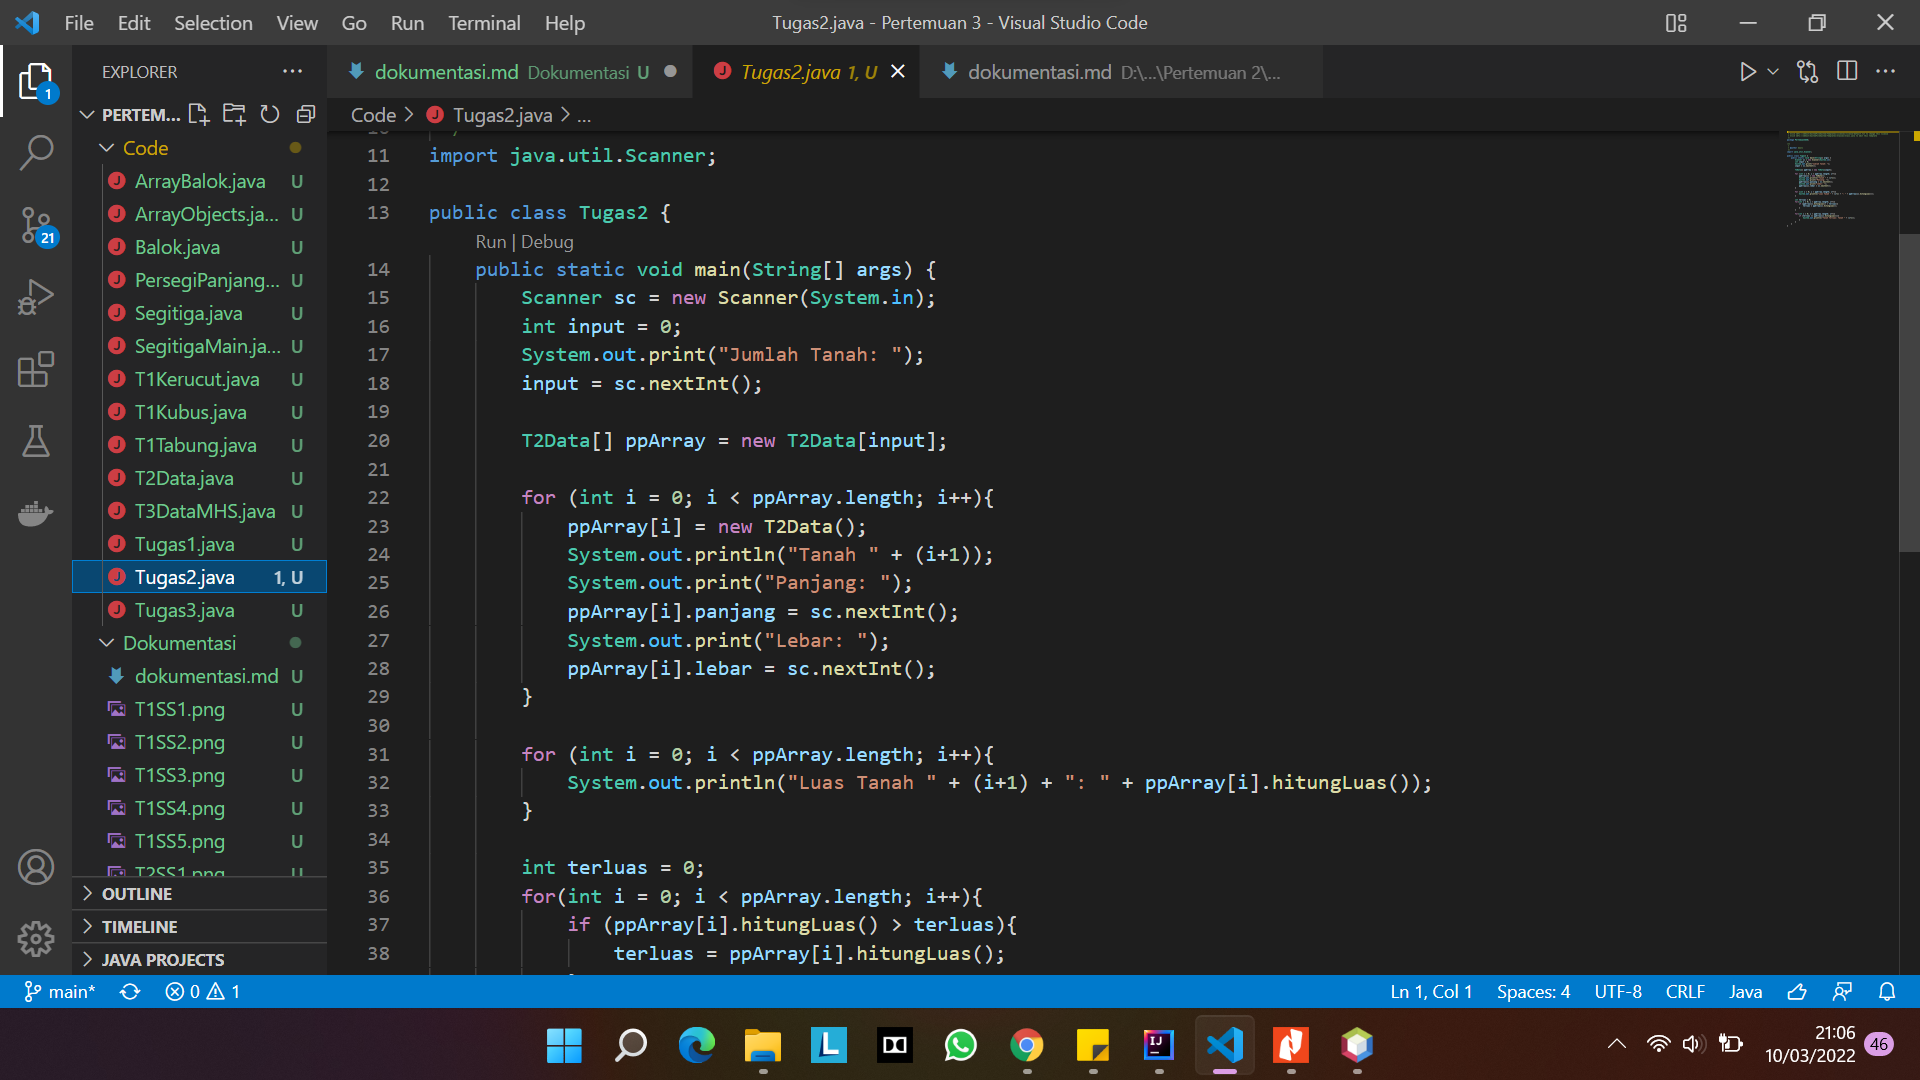 File Edit Selection View Go Run Terminal Help
Tugas2.java - Pertemuan 3 - Visual Studio Code
EXPLORER
PERTEM...
Code
ArrayBalok.java U
ArrayObjects.ja... U
Balok.java U
PersegiPanjang... U
Segitiga.java U
SegitigaMain.ja... U
T1Kerucut.java U
T1Kubus.java U
T1Tabung.java U
T2Data.java U
T3DataMHS.java U
Tugas1.java U
Tugas2.java 1, U
Tugas3.java U
Dokumentasi
dokumentasi.md U
T1SS1.png U
T1SS2.png U
T1SS3.png U
T1SS4.png U
T1SS5.png U
T2SS1.png U
OUTLINE
TIMELINE
JAVA PROJECTS
1
21
dokumentasi.md Dokumentasi U
Tugas2.java 1, U
dokumentasi.md D:\...\Pertemuan 2\...
Code > Tugas2.java > ...
11 import java.util.Scanner;
12
13 public class Tugas2 {
Run | Debug
14 public static void main(String[] args) {
15 Scanner sc = new Scanner(System.in);
16 int input = 0;
17 System.out.print("Jumlah Tanah: ");
18 input = sc.nextInt();
19
20 T2Data[] ppArray = new T2Data[input];
21
22 for (int i = 0; i < ppArray.length; i++){
23 ppArray[i] = new T2Data();
24 System.out.println("Tanah " + (i+1));
25 System.out.print("Panjang: ");
26 ppArray[i].panjang = sc.nextInt();
27 System.out.print("Lebar: ");
28 ppArray[i].lebar = sc.nextInt();
29 }
30
31 for (int i = 0; i < ppArray.length; i++){
32 System.out.println("Luas Tanah " + (i+1) + ": " + ppArray[i].hitungLuas());
33 }
34
35 int terluas = 0;
36 for(int i = 0; i < ppArray.length; i++){
37 if (ppArray[i].hitungLuas() > terluas){
38 terluas = ppArray[i].hitungLuas();
main* 0 1
Ln 1, Col 1 Spaces: 4 UTF-8 CRLF Java
L
IJ
21:06
10/03/2022
46